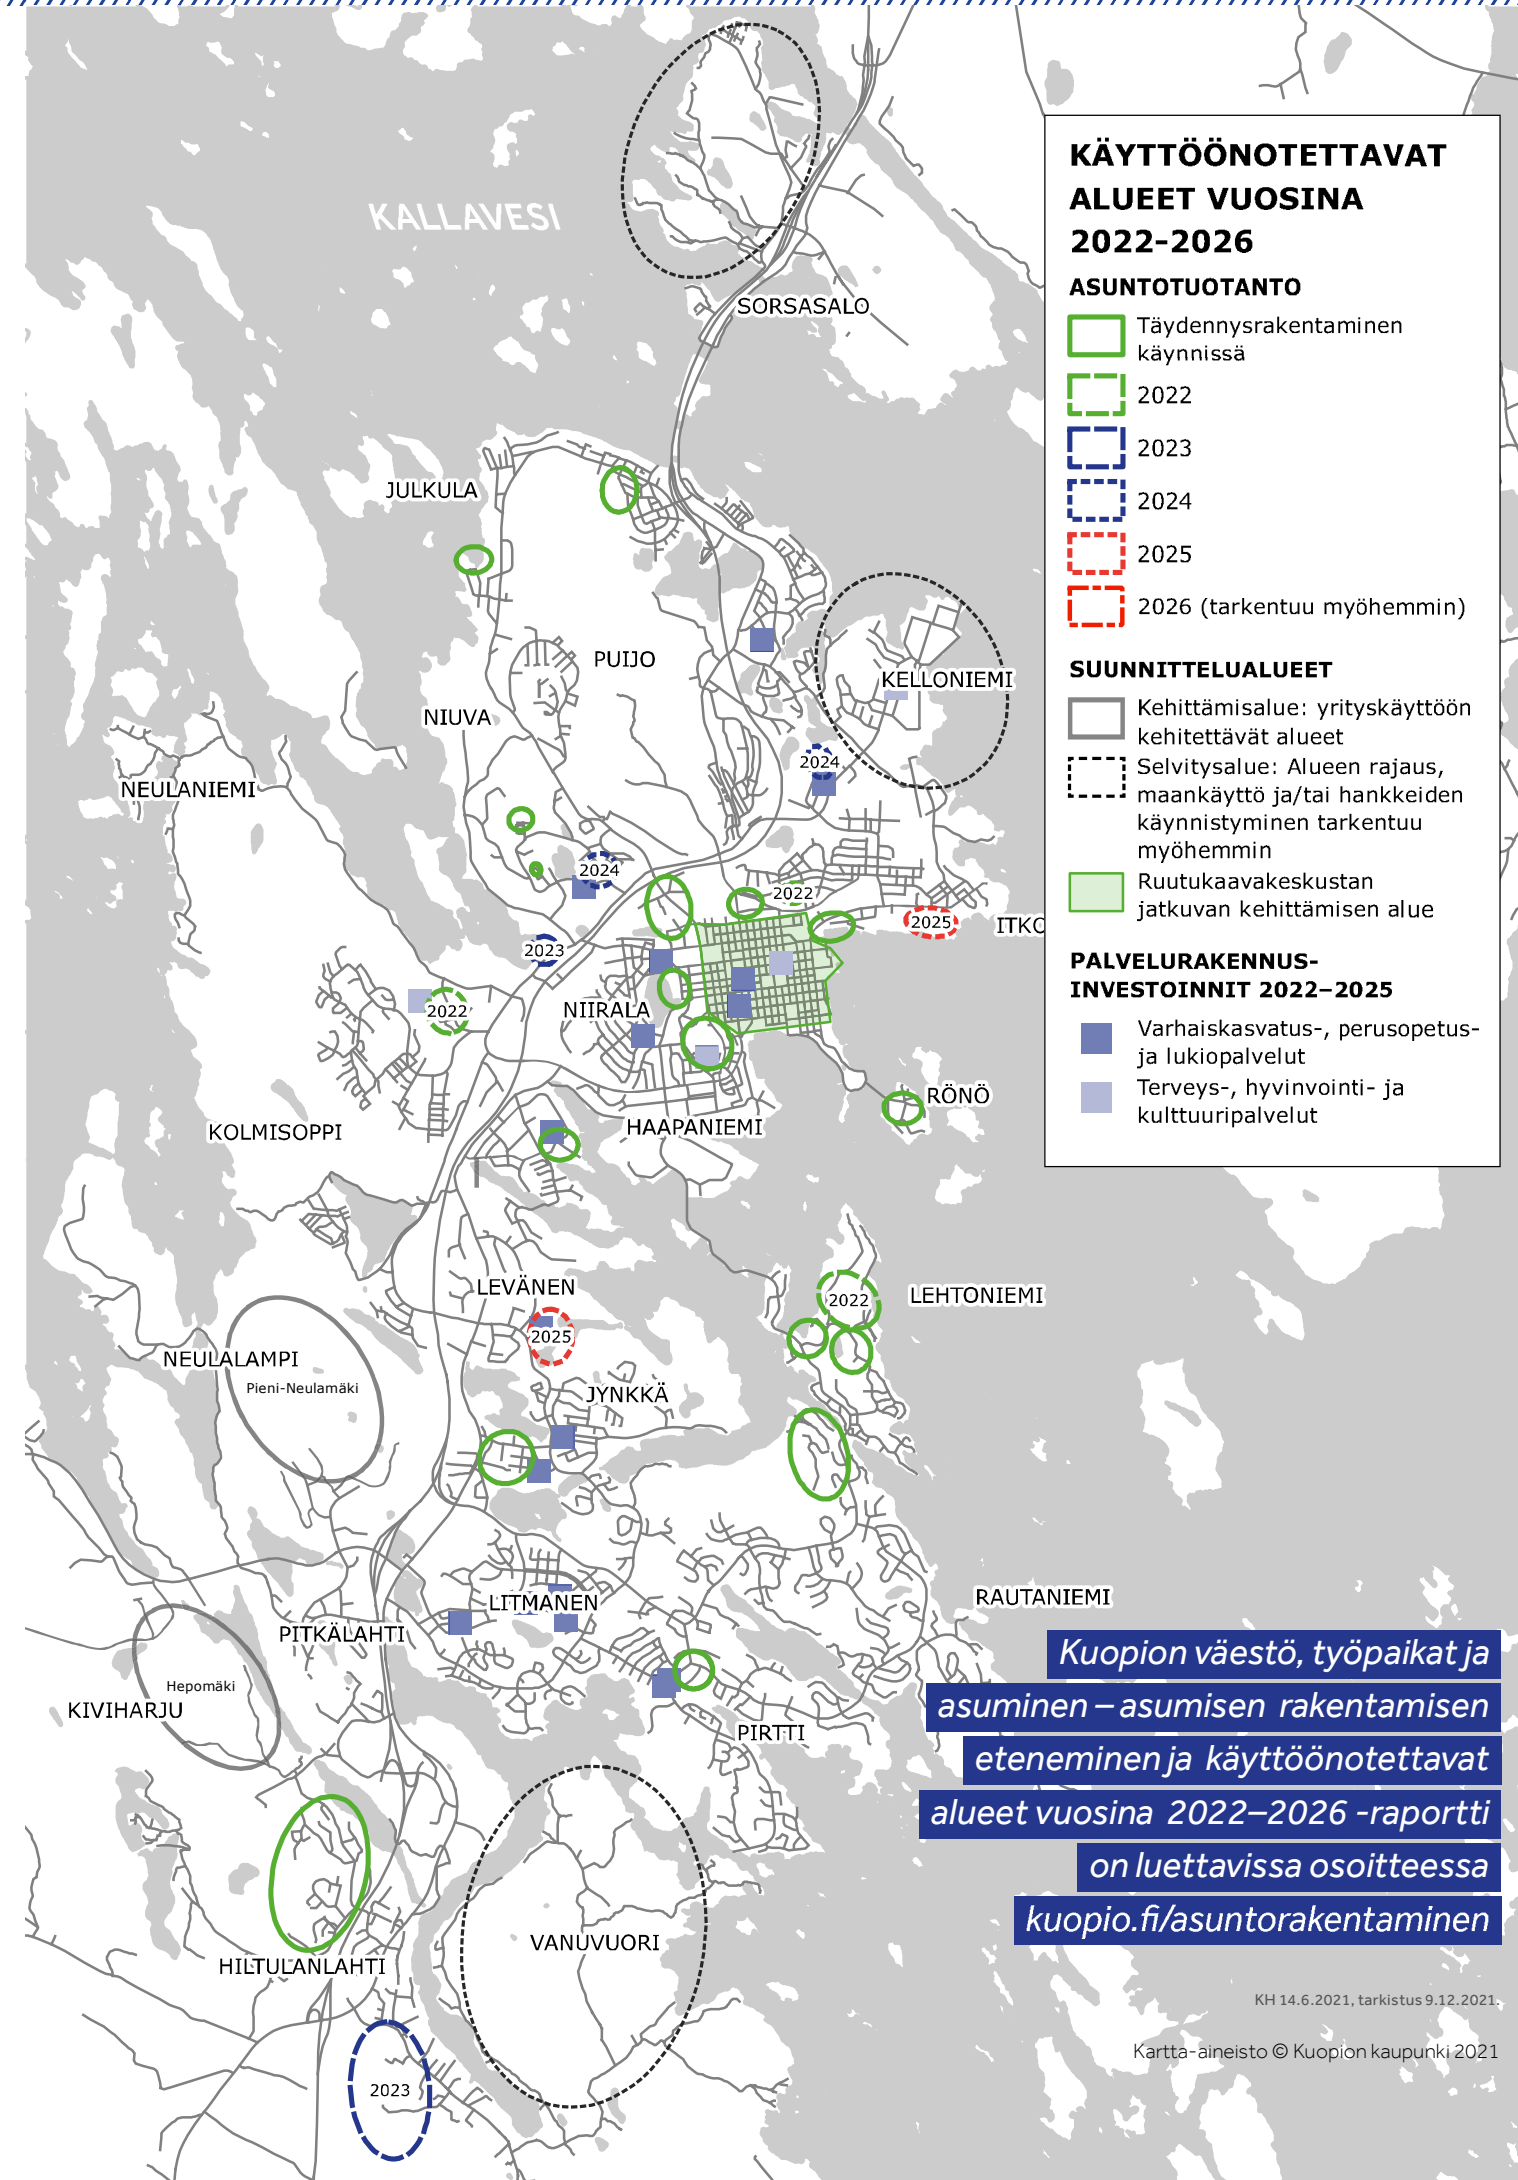 KALLAVESI
SORSASALO
JULKULA
PUIJO
KELLONIEMI
NIUVA
2024
NEULANIEMI
2024
2022
2025
ITKO
2023
2022
NIIRALA
RÖNÖ
HAAPANIEMI
KOLMISOPPI
LEVÄNEN
LEHTONIEMI
2022
2025
NEULALAMPI
Pieni-Neulamäki
JYNKKÄ
RAUTANIEMI
LITMANEN
PITKÄLAHTI
Hepomäki
KIVIHARJU
PIRTTI
VANUVUORI
HILTULANLAHTI
2023
KÄYTTÖÖNOTETTAVAT
ALUEET VUOSINA
2022-2026
ASUNTOTUOTANTO
Täydennysrakentaminen
käynnissä
2022
2023
2024
2025
2026 (tarkentuu myöhemmin)
SUUNNITTELUALUEET
Kehittämisalue: yrityskäyttöön
kehitettävät alueet
Selvitysalue: Alueen rajaus,
maankäyttö ja/tai hankkeiden
käynnistyminen tarkentuu
myöhemmin
Ruutukaavakeskustan
jatkuvan kehittämisen alue
PALVELURAKENNUS-
INVESTOINNIT 2022–2025
Varhaiskasvatus-, perusopetus-
ja lukiopalvelut
Terveys-, hyvinvointi- ja
kulttuuripalvelut
Kuopion väestö, työpaikat ja
asuminen – asumisen rakentamisen
eteneminen ja käyttöönotettavat
alueet vuosina 2022–2026 -raportti
on luettavissa osoitteessa
kuopio.fi/asuntorakentaminen
KH 14.6.2021, tarkistus 9.12.2021.
Kartta-aineisto © Kuopion kaupunki 2021